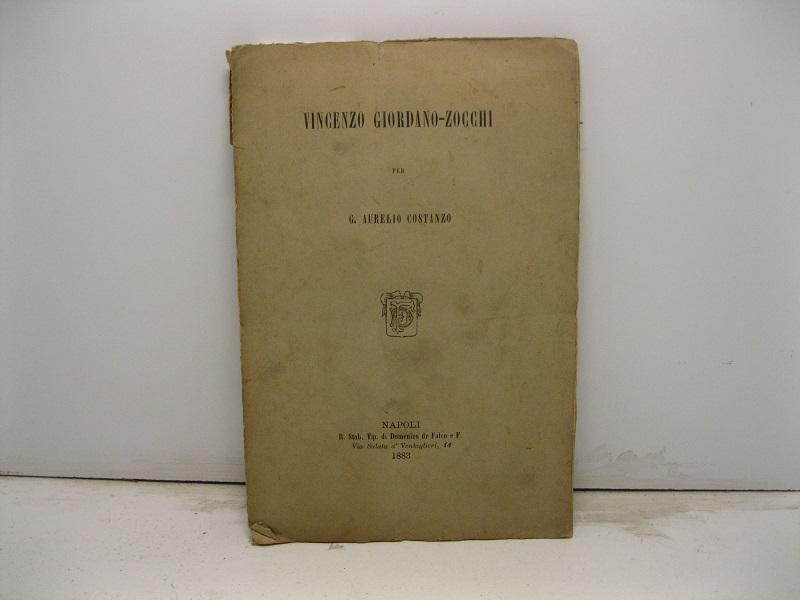 VINCENZO GIORDANO-ZOCCHI
PER
G. AURELIO COSTANZO
NAPOLI
R. Stab. Tip. di Domenico de Falco e F.
Via Salata a' Ventaglieri, 14
1883